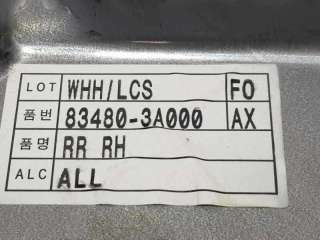 LOT WHH/LCS FO
품번 83480-3A000 AX
품명 RR RH
ALC ALL